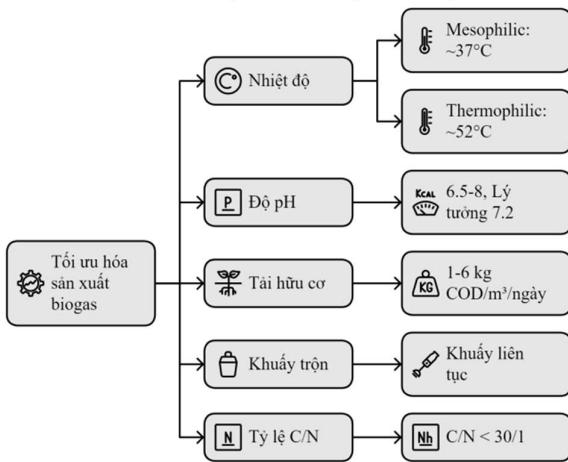 Mesophilic:
~37°C
C°
Nhiệt độ
Thermophilic:
~52°C
P
Độ pH
KCAL
6.5-8, Lý
tưởng 7.2
Tối ưu hóa
sản xuất
biogas
Tải hữu cơ
KG
1-6 kg
COD/m³/ngày
Khuấy trộn
Khuấy liên
tục
N
Tỷ lệ C/N
Nh
C/N < 30/1